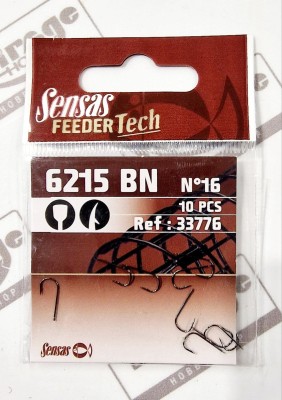 Sensas
FEEDER Tech
6215 BN N°16
10 PCS
Ref : 33776
Sensas